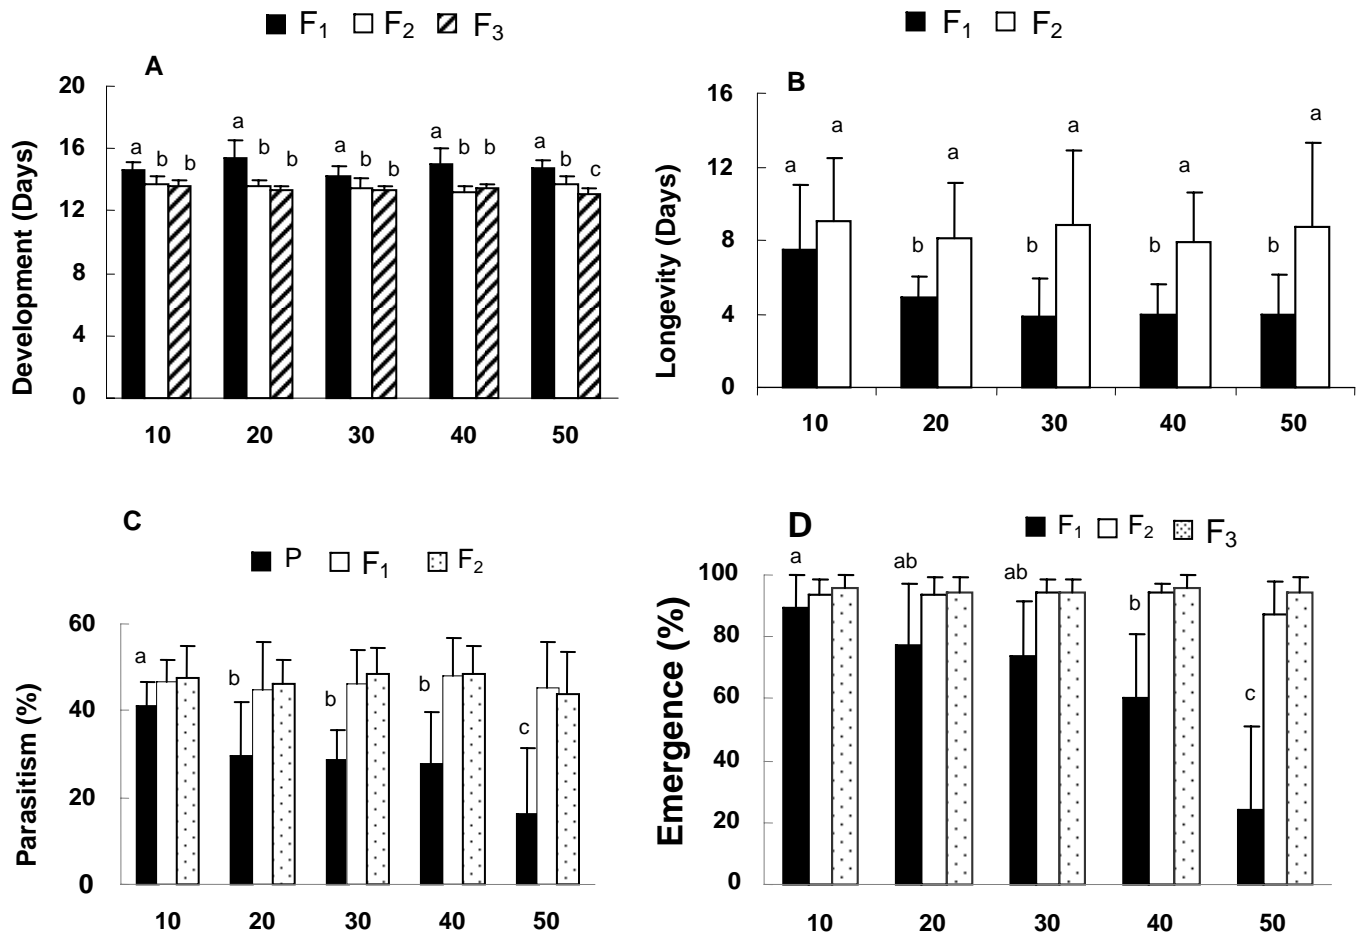 F1 F2 F3
A
20
16
12
8
4
0
Development (Days)
a b b a b b a b b a b b a b c
10 20 30 40 50
F1 F2
B
16
12
8
4
0
Longevity (Days)
a a b a b a b a b a
10 20 30 40 50
C
P F1 F2
60
40
20
0
Parasitism (%)
a b b b c
10 20 30 40 50
D
F1 F2 F3
100
80
60
40
20
0
Emergence (%)
a ab ab b c
10 20 30 40 50